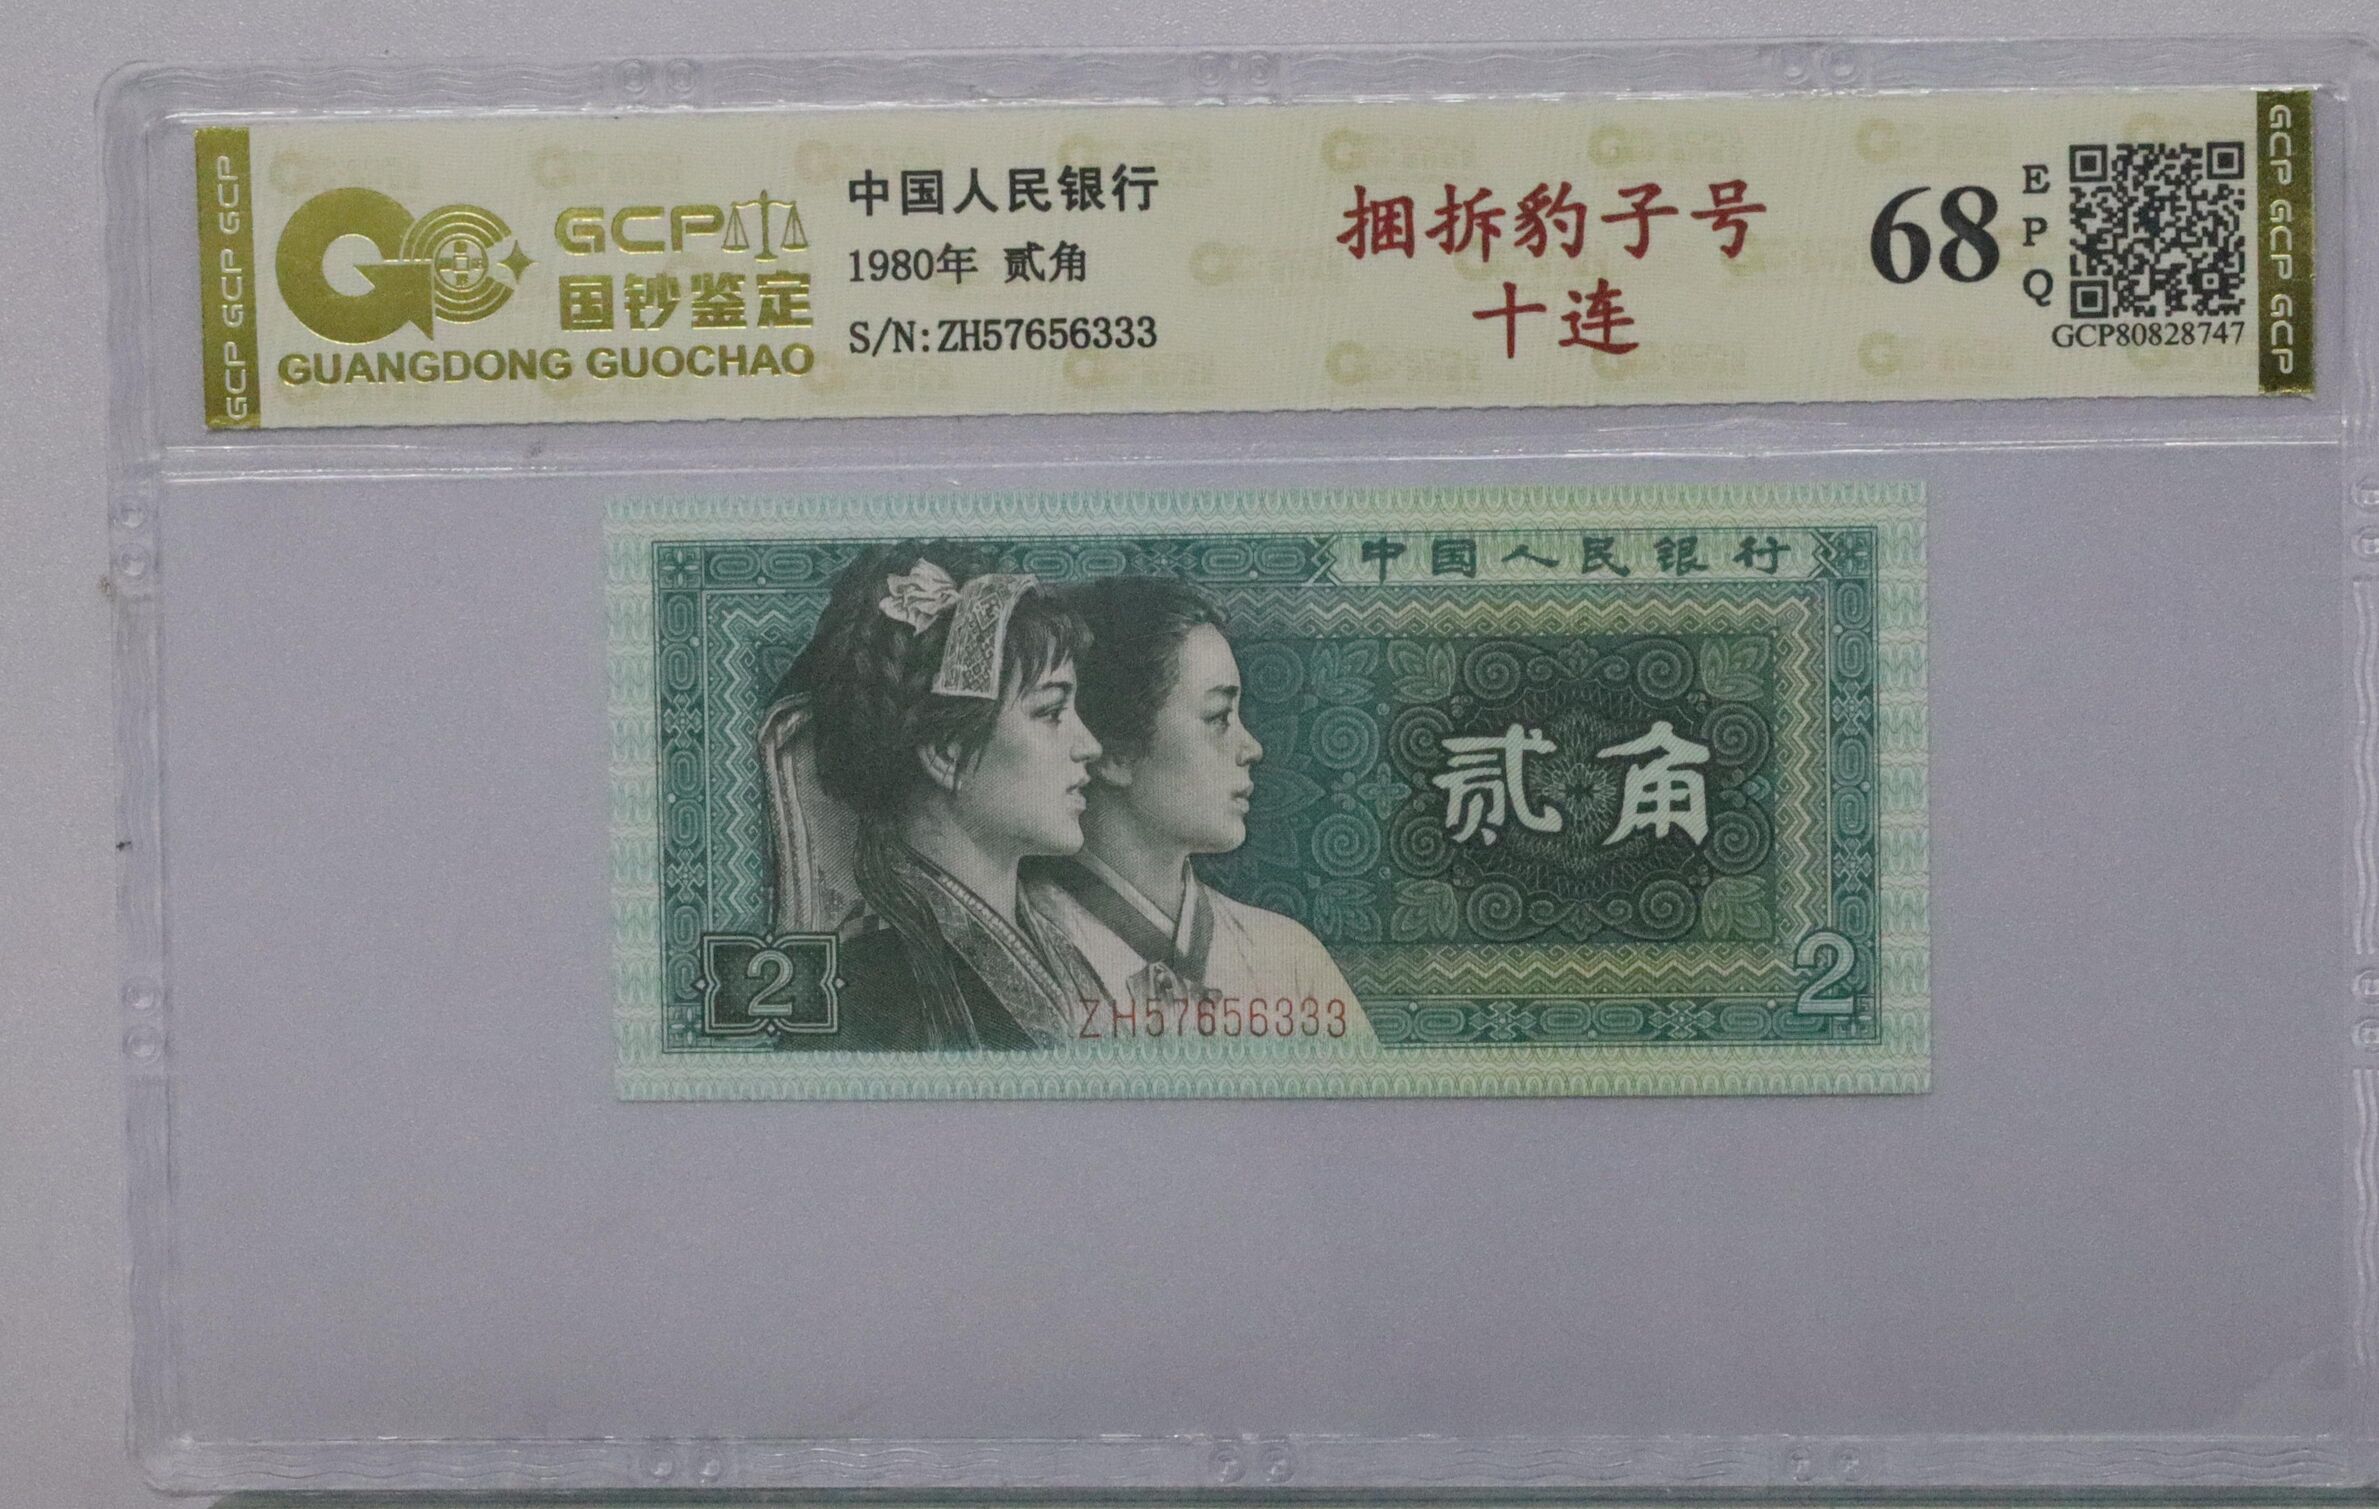 GCP GCP GCP
GCP
国钞鉴定
GUANGDONG GUOCHAO
中国人民银行
1980年 贰角
S/N:ZH57656333
捆拆豹子号
十连
68
EPQ
GCP80828747
GCP GCP GCP
中国人民银行
贰角
2
ZH57656333
2